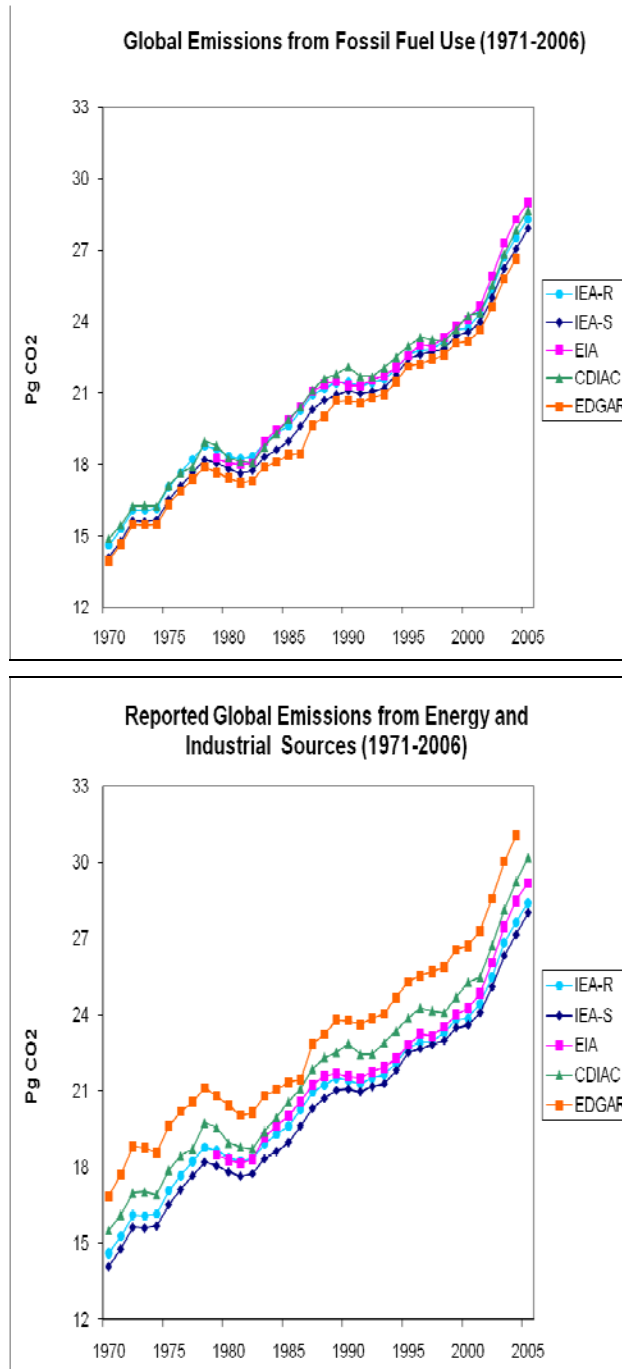 Global Emissions from Fossil Fuel Use (1971-2006)
33
30
27
24
21
18
15
12
Pg CO2
1970 1975 1980 1985 1990 1995 2000 2005
IEA-R
IEA-S
EIA
CDIAC
EDGAR
Reported Global Emissions from Energy and
Industrial Sources (1971-2006)
33
30
27
24
21
18
15
12
Pg CO2
1970 1975 1980 1985 1990 1995 2000 2005
IEA-R
IEA-S
EIA
CDIAC
EDGAR